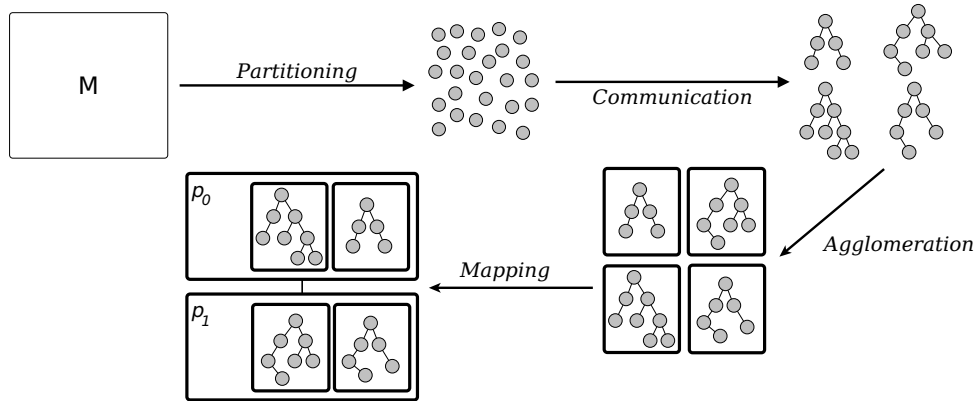 M
Partitioning
Communication
Agglomeration
Mapping
p0
p1